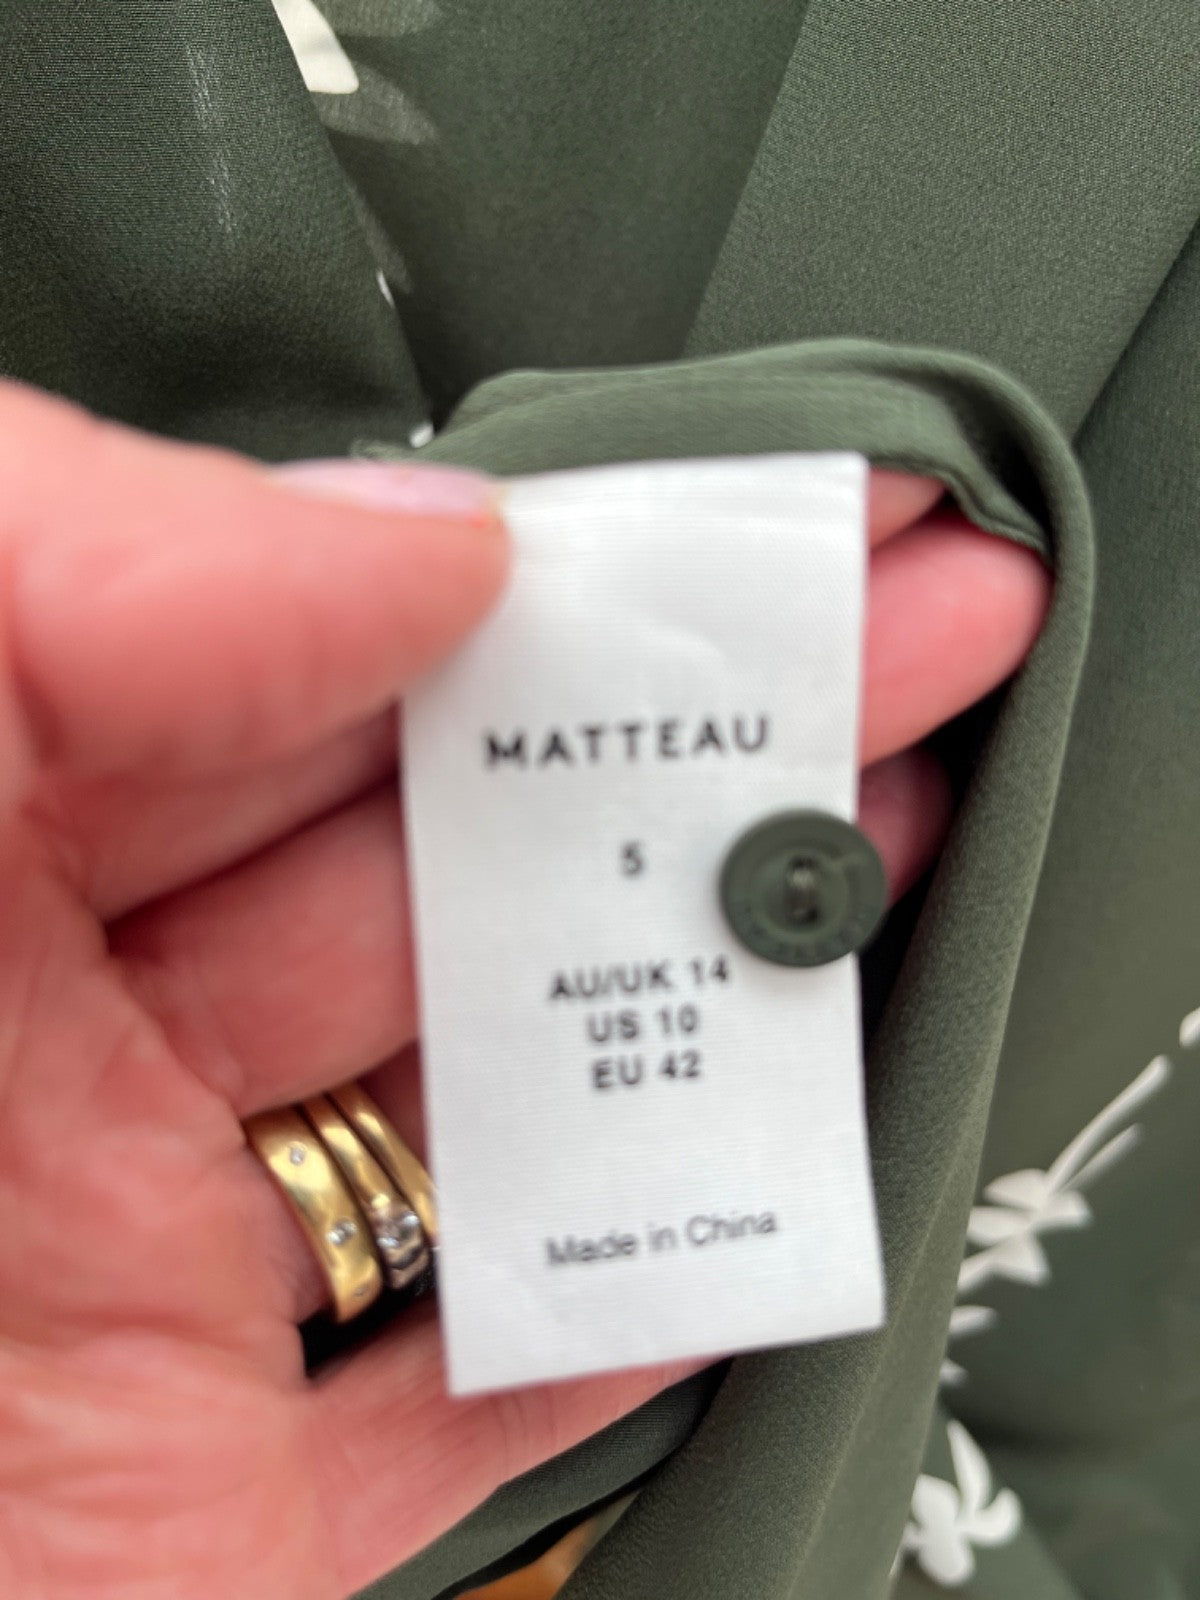 MATTEAU
5
AU/UK 14
US 10
EU 42
Made in China